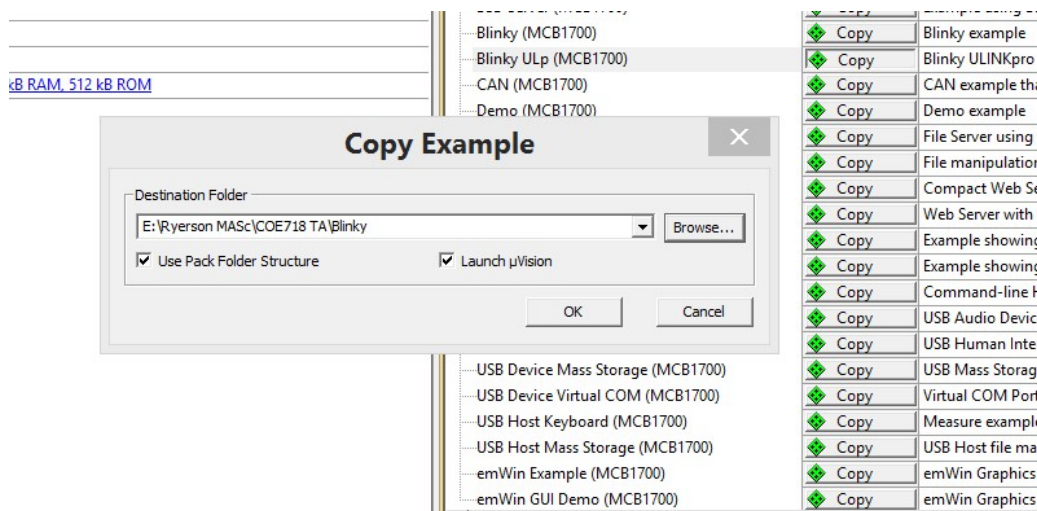 Blinky (MCB1700) Copy Blinky example
Blinky ULp (MCB1700) Copy Blinky ULINKpro
kB RAM, 512 kB ROM CAN (MCB1700) Copy CAN example
Demo (MCB1700) Copy Demo example
Copy File Server using
Copy File manipulation
Copy Compact Web
Copy Web Server with
Copy Example showing
Copy Example showing
Copy Command-line
Copy USB Audio
Copy USB Human
Copy Example
Destination Folder
E:\Ryerson MASc\COE718 TA\Blinky Browse...
Use Pack Folder Structure Launch µVision
OK Cancel
USB Device Mass Storage (MCB1700) Copy USB Mass
USB Device Virtual COM (MCB1700) Copy Virtual COM Port
USB Host Keyboard (MCB1700) Copy Measure example
USB Host Mass Storage (MCB1700) Copy USB Host file
emWin Example (MCB1700) Copy emWin Graphics
emWin GUI Demo (MCB1700) Copy emWin Graphics